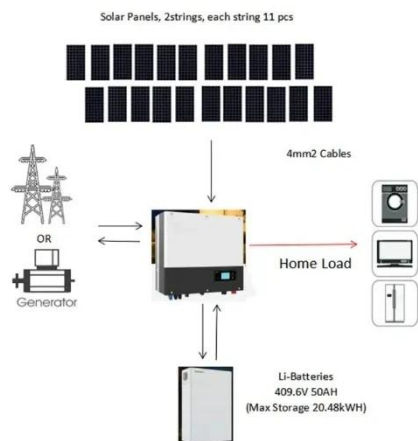 Solar Panels, 2strings, each string 11 pcs
4mm2 Cables
OR
Generator
Home Load
Li-Batteries
409.6V 50AH
(Max Storage 20.48kWH)